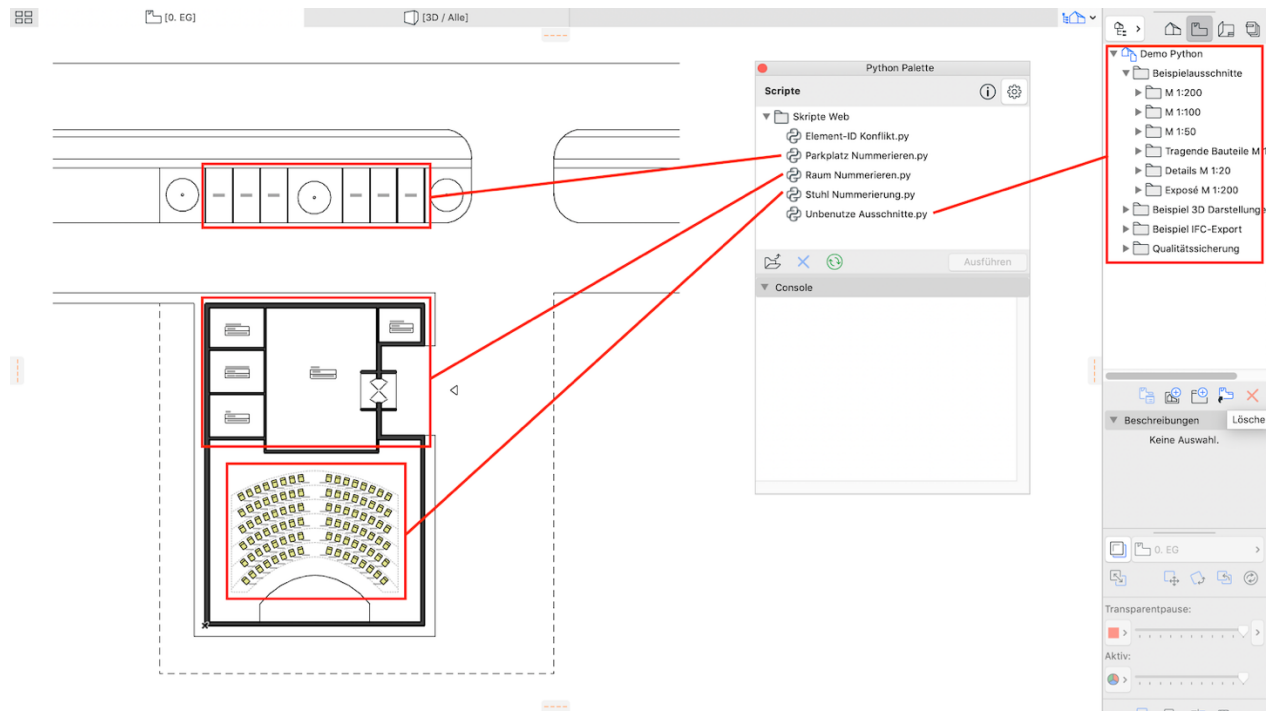 [0. EG]
[3D / Alle]
Python Palette
Scripte
Skripte Web
Element-ID Konflikt.py
Parkplatz Nummerieren.py
Raum Nummerieren.py
Stuhl Nummerierung.py
Unbenutze Ausschnitte.py
Ausführen
Console
Demo Python
Beispielausschnitte
M 1:200
M 1:100
M 1:50
Tragende Bauteile M 1
Details M 1:20
Exposé M 1:200
Beispiel 3D Darstellunge
Beispiel IFC-Export
Qualitätssicherung
Beschreibungen
Lösche
Keine Auswahl.
0. EG
Transparentpause:
Aktiv: